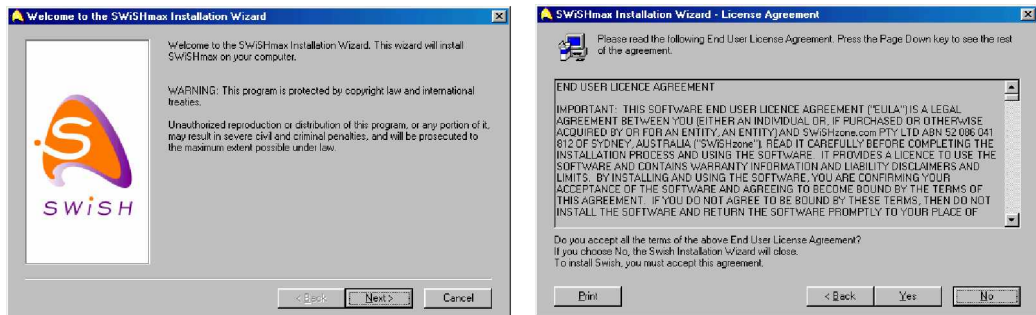 Welcome to the SWiSHmax Installation Wizard
Welcome to the SWiSHmax Installation Wizard. This wizard will install
SWiSHmax on your computer.
WARNING: This program is protected by copyright law and international
treaties.
Unauthorized reproduction or distribution of this program, or any portion of it,
may result in severe civil and criminal penalties, and will be prosecuted to
the maximum extent possible under law.
SWiSH
< Back
Next >
Cancel
SWiSHmax Installation Wizard - License Agreement
Please read the following End User License Agreement. Press the Page Down key to see the rest
of the agreement.
END USER LICENCE AGREEMENT
IMPORTANT: THIS SOFTWARE END USER LICENCE AGREEMENT ("EULA") IS A LEGAL
AGREEMENT BETWEEN YOU (EITHER AN INDIVIDUAL OR, IF PURCHASED OR OTHERWISE
ACQUIRED BY OR FOR AN ENTITY, AN ENTITY) AND SWiSHzone.com PTY LTD ABN 52 086 041
812 OF SYDNEY, AUSTRALIA ("SWiSHzone"). READ IT CAREFULLY BEFORE COMPLETING THE
INSTALLATION PROCESS AND USING THE SOFTWARE. IT PROVIDES A LICENCE TO USE THE
SOFTWARE AND CONTAINS WARRANTY INFORMATION AND LIABILITY DISCLAIMERS AND
LIMITS. BY INSTALLING AND USING THE SOFTWARE, YOU ARE CONFIRMING YOUR
ACCEPTANCE OF THE SOFTWARE AND AGREEING TO BECOME BOUND BY THE TERMS OF
THIS AGREEMENT. IF YOU DO NOT AGREE TO BE BOUND BY THESE TERMS, THEN DO NOT
INSTALL THE SOFTWARE AND RETURN THE SOFTWARE PROMPTLY TO YOUR PLACE OF
Do you accept all the terms of the above End User License Agreement?
If you choose No, the Swish Installation Wizard will close.
To install Swish, you must accept this agreement.
Print
< Back
Yes
No